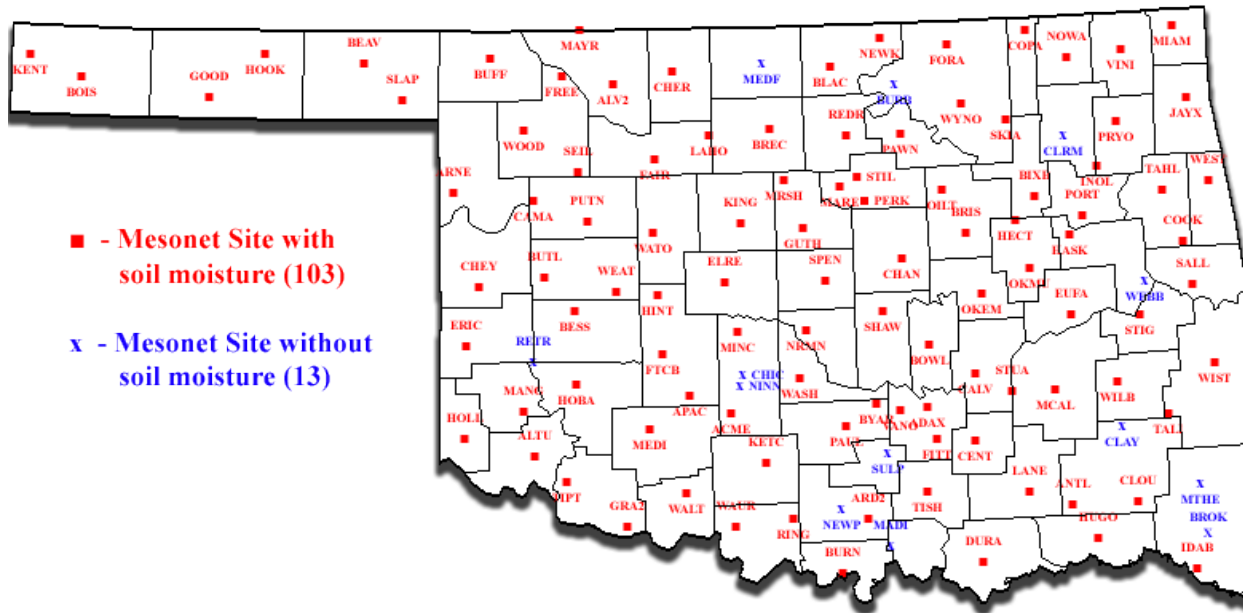 KENT
BOIS
GOOD
HOOK
BEAV
SLAP
BUFF
MAYR
FREE
ALV2
CHER
MEDF
BLAC
NEWK
FORA
COPA
NOWA
VINI
MIAM
BURB
REDR
WYNO
SKIA
JAYX
WOOD
SEIL
LAHO
BREC
PAWN
CLRM
PRYO
ARNE
FAIR
MRSH
STIL
BIXB
INOL
TAHL
WEST
CAMA
PUTN
KING
MARE
PERK
OILT
BRIS
PORT
COOK
WATO
GUTH
HECT
HASK
■ - Mesonet Site with
soil moisture (103)
CHEY
BUTL
WEAT
ELRE
SPEN
CHAN
OKMU
WEBB
SALL
HINT
OKEM
EUFA
ERIC
RETR
BESS
MINC
NRMN
SHAW
STIG
x - Mesonet Site without
soil moisture (13)
FTCB
CHIC
NINN
WASH
BOWL
CALV
STUA
WIST
MANG
HOBA
APAC
MCAL
WILB
HOLL
ACME
BYAR
VANO
ADAX
TALI
ALTU
MEDI
KETC
PAUL
SULP
FITT
CENT
CLAY
TIPT
GRA2
WALT
WAUR
RING
ARD2
TISH
LANE
ANTL
CLOU
MTHE
NEWP
MADI
HUGO
BROK
BURN
DURA
IDAB